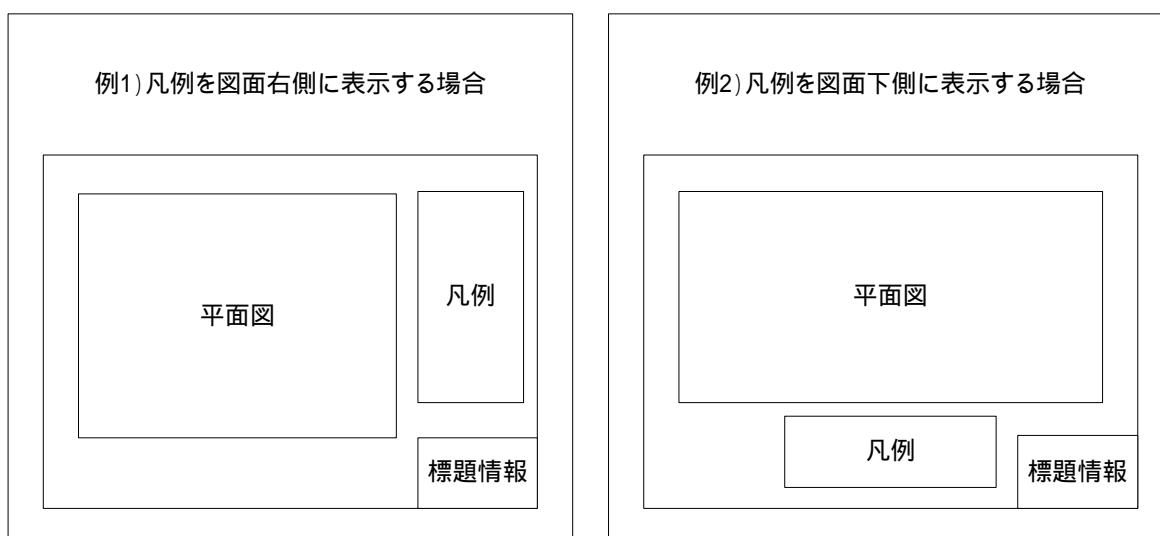 例1)凡例を図面右側に表示する場合
平面図
凡例
標題情報
例2)凡例を図面下側に表示する場合
平面図
凡例
標題情報